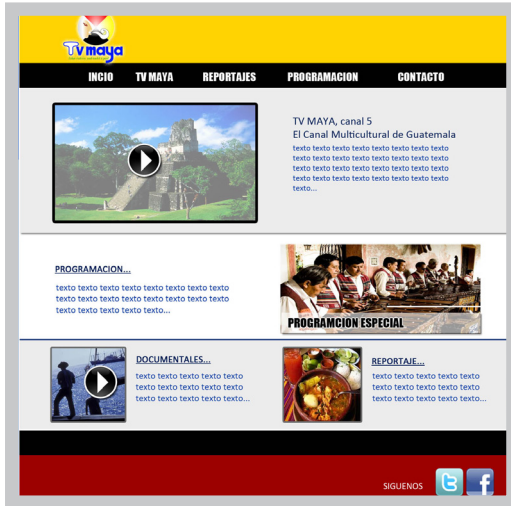 Tv maya
INCIO TV MAYA REPORTAJES PROGRAMACION CONTACTO
TV MAYA, canal 5
El Canal Multicultural de Guatemala
texto texto texto texto texto texto texto
texto texto texto texto texto texto texto
texto texto texto texto texto texto texto
texto texto texto texto texto texto texto
texto...
PROGRAMACION...
texto texto texto texto texto texto texto
texto texto texto texto texto texto texto
texto texto texto texto texto...
PROGRAMCION ESPECIAL
DOCUMENTALES...
texto texto texto texto texto
texto texto texto texto texto
texto texto texto texto texto...
REPORTAJE...
texto texto texto texto texto
texto texto texto texto texto
texto texto texto texto texto...
SIGUENOS